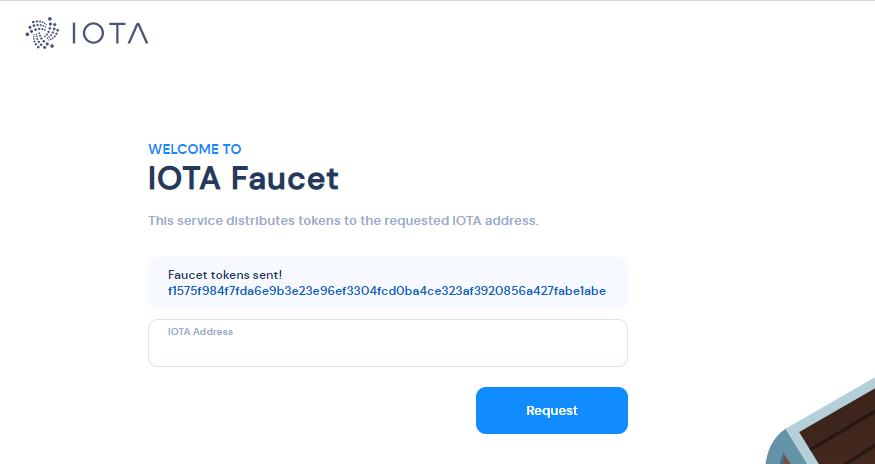 IOTA
WELCOME TO
IOTA Faucet
This service distributes tokens to the requested IOTA address.
Faucet tokens sent!
f1575f984f7fda6e9b3e23e96ef3304fcd0ba4ce323af3920856a427fabe1abe
IOTA Address
Request